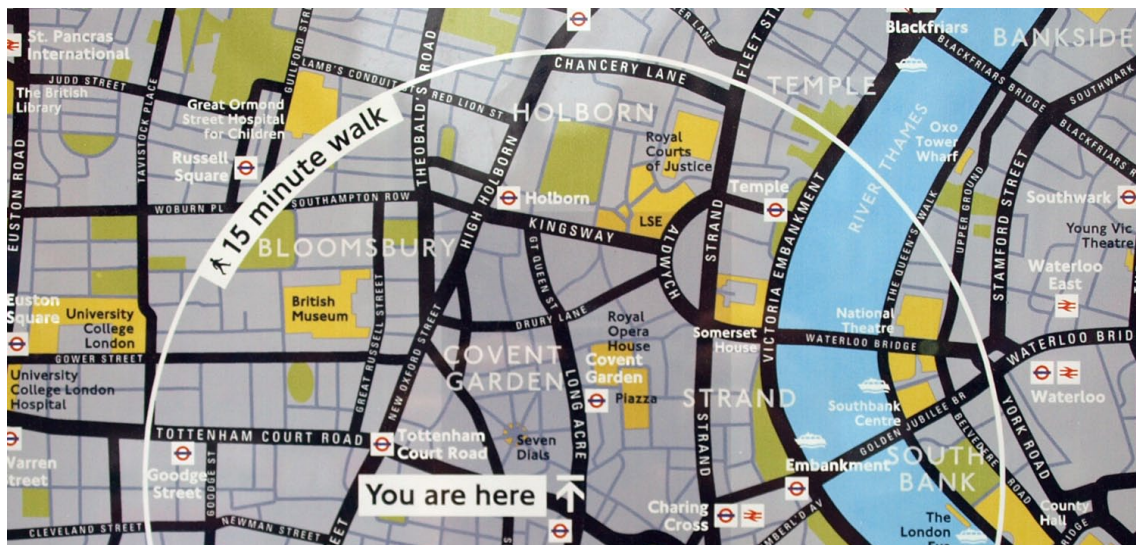 St. Pancras
International
JUDD STREET
The British
Library
EUSTON ROAD
TAVISTOCK PLACE
GUILFORD ST
LAMB'S CONDUIT ST
RED LION ST
THEOBALD'S ROAD
Great Ormond
Street Hospital
for Children
Russell
Square
15 minute walk
WOBURN PL
SOUTHAMPTON ROW
BLOOMSBURY
CHANCERY LANE
HOLBORN
HIGH HOLBORN
Holborn
KINGSWAY
Royal
Courts
of Justice
LSE
ALDWYCH
FLEET ST
TEMPLE
Temple
STRAND
Blackfriars
BLACKFRIARS BRIDGE
BANKSIDE
SOUTHWARK
BLACKFRIARS R
RIVER THAMES
Oxo
Tower
Wharf
VICTORIA EMBANKMENT
THE QUEEN'S WALK
UPPER GROUND
STAMFORD STREET
Southwark
Young Vic
Theatre
Waterloo
East
Euston
Square
University
College
London
GOWER STREET
University
College London
Hospital
British
Museum
GREAT RUSSELL STREET
NEW OXFORD STREET
GT QUEEN ST
DRURY LANE
COVENT
GARDEN
LONG ACRE
Royal
Opera
House
Covent
Garden
Piazza
Somerset
House
National
Theatre
WATERLOO BRIDGE
WATERLOO BRID
Waterloo
STRAND
STRAND
Southbank
Centre
GOLDEN JUBILEE BR
BELVEDERE ROAD
YORK ROAD
SOUTH
BANK
TOTTENHAM COURT ROAD
Tottenham
Court Road
Seven
Dials
Warren
Street
Goodge
Street
GOODGE ST
You are here
Embankment
Charing
Cross
County
Hall
CLEVELAND STREET
NEWMAN STREET
The
London
Eye